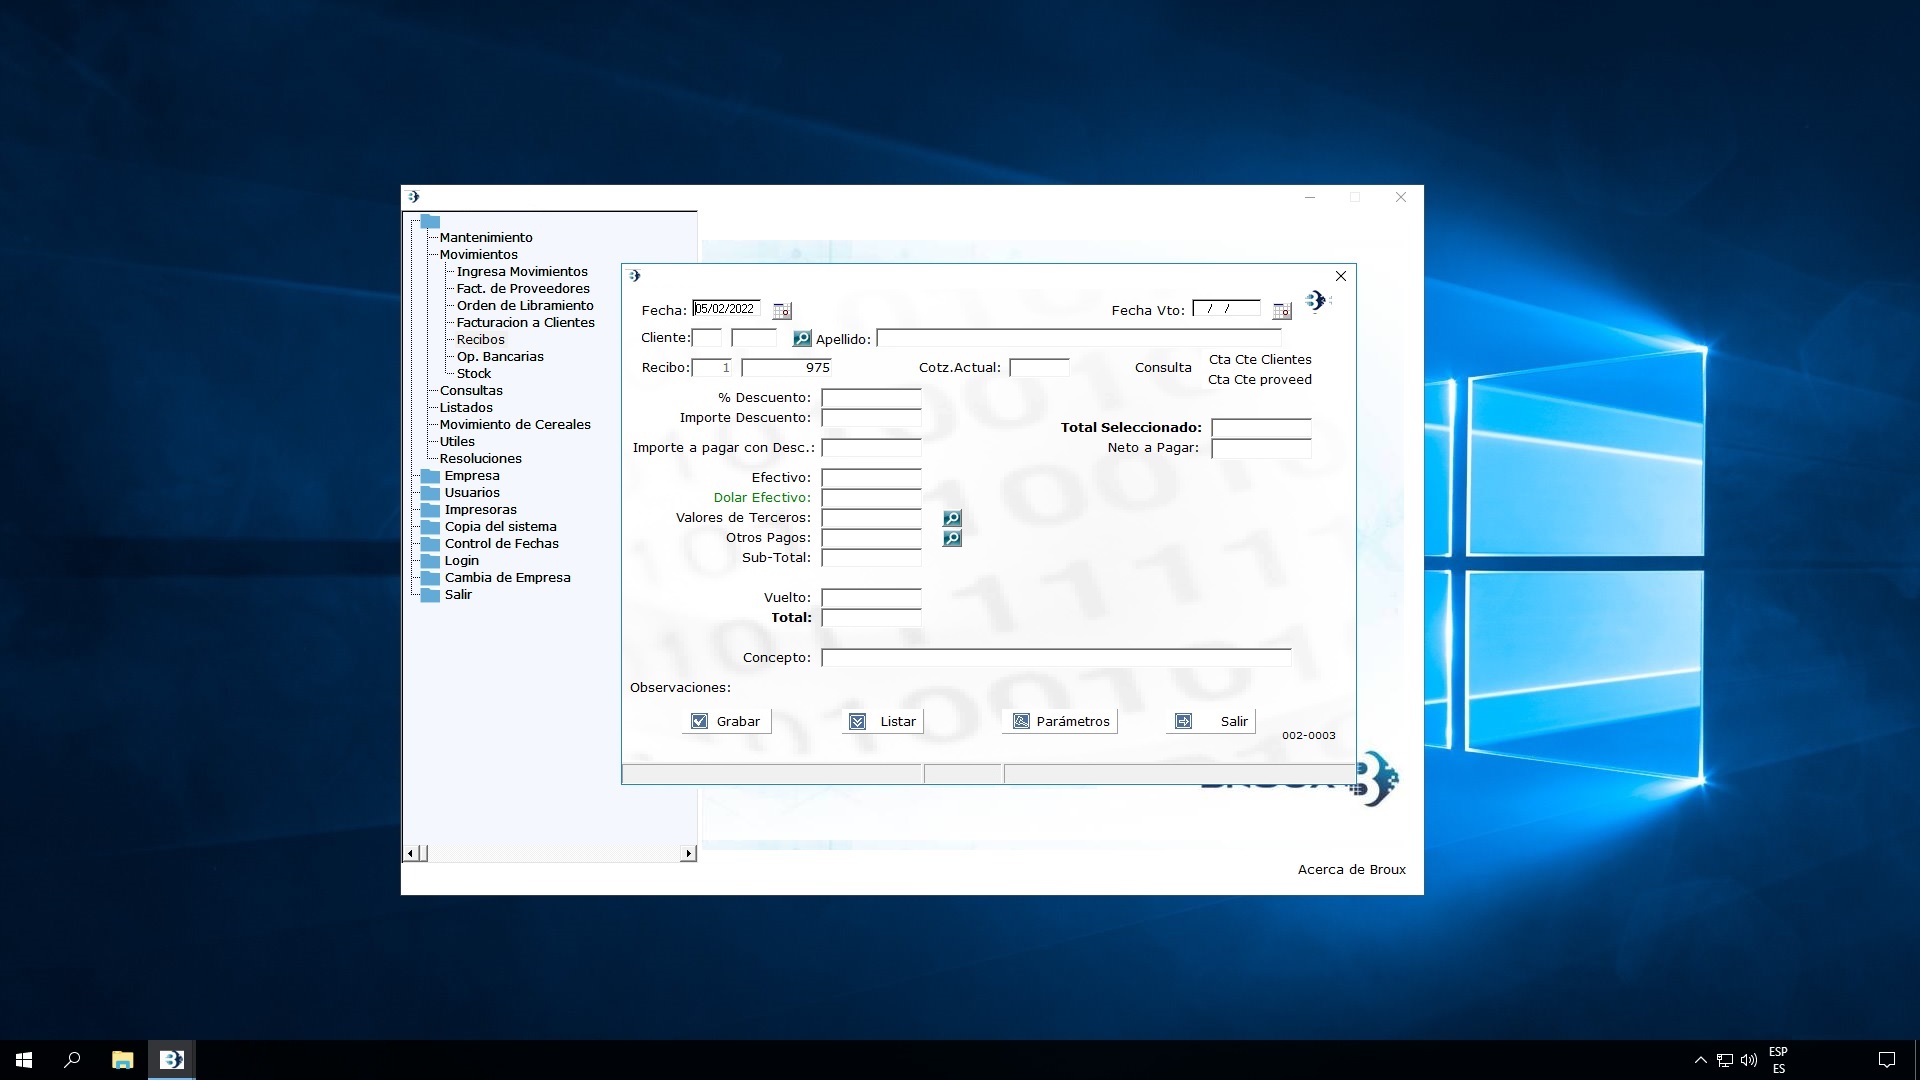 Mantenimiento
Movimientos
Ingresa Movimientos
Fact. de Proveedores
Orden de Libramiento
Facturacion a Clientes
Recibos
Op. Bancarias
Stock
Consultas
Listados
Movimiento de Cereales
Utiles
Resoluciones
Empresa
Usuarios
Impresoras
Copia del sistema
Control de Fechas
Login
Cambia de Empresa
Salir
Fecha: 05/02/2022 Fecha Vto: / /
Cliente: Apellido:
Recibo: 1 975 Cotz.Actual: Consulta Cta Cte Clientes
Cta Cte proveed
% Descuento:
Importe Descuento:
Total Seleccionado:
Importe a pagar con Desc.: Neto a Pagar:
Efectivo:
Dolar Efectivo:
Valores de Terceros:
Otros Pagos:
Sub-Total:
Vuelto:
Total:
Concepto:
Observaciones:
Grabar Listar Parámetros Salir
002-0003
Acerca de Broux
ESP
ES